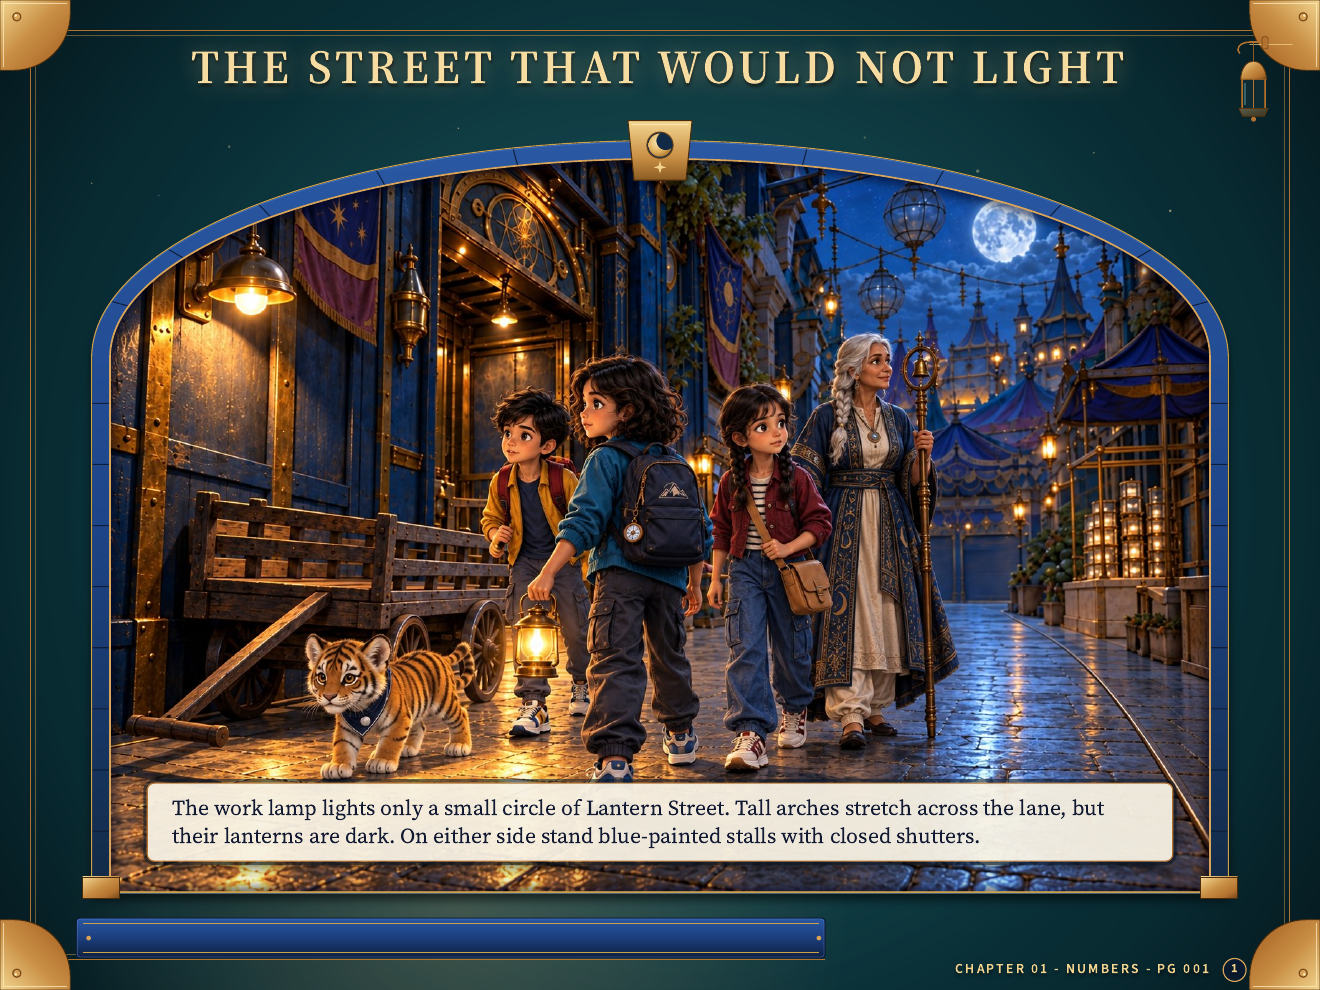 THE STREET THAT WOULD NOT LIGHT
The work lamp lights only a small circle of Lantern Street. Tall arches stretch across the lane, but
their lanterns are dark. On either side stand blue-painted stalls with closed shutters.
CHAPTER 01 - NUMBERS - PG 001 1